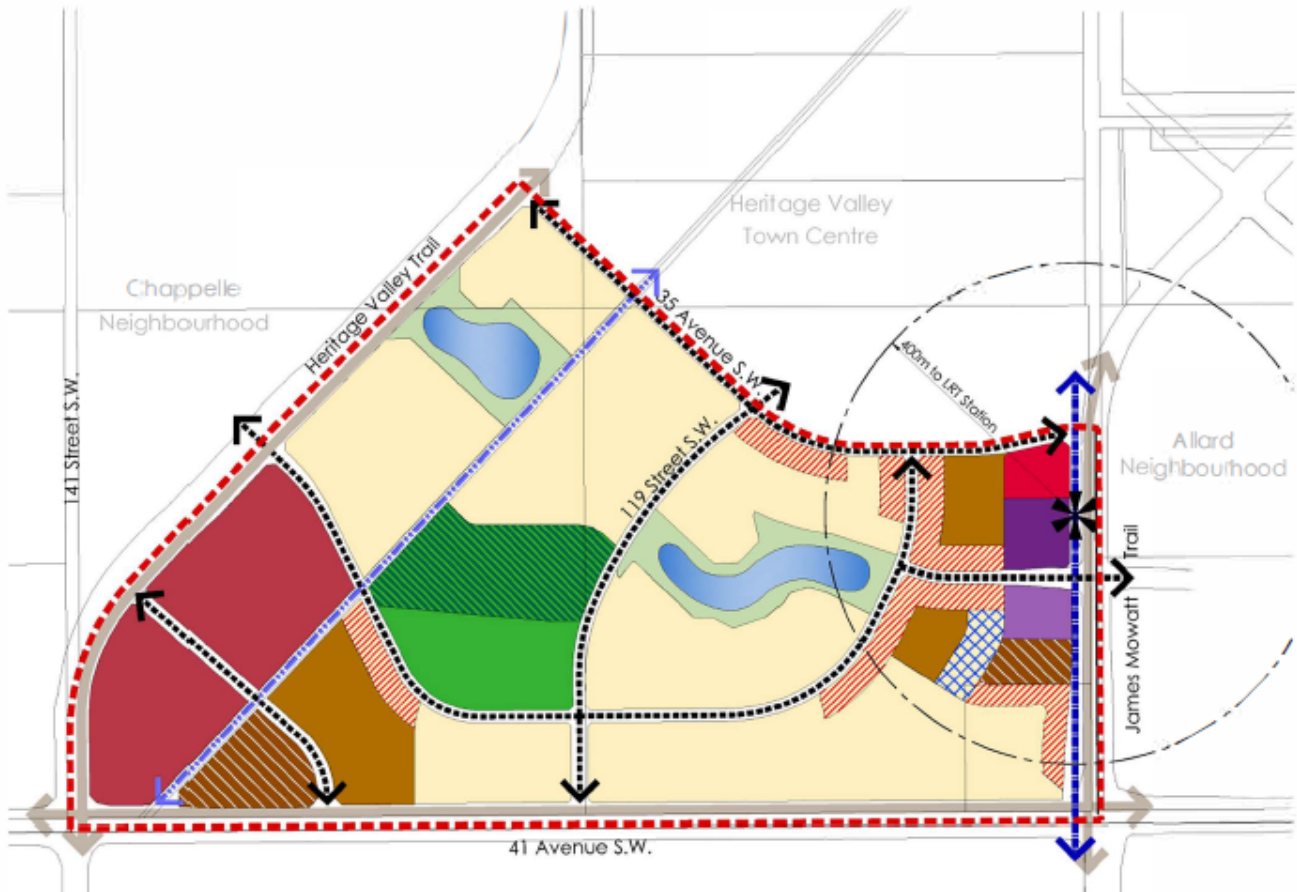 Heritage Valley
Town Centre
Chappelle
Neighbourhood
Heritage Valley Trail
35 Avenue S.W.
400m to LRT Station
141 Street S.W.
119 Street S.W.
Allard
Neighbourhood
James Mowatt Trail
41 Avenue S.W.